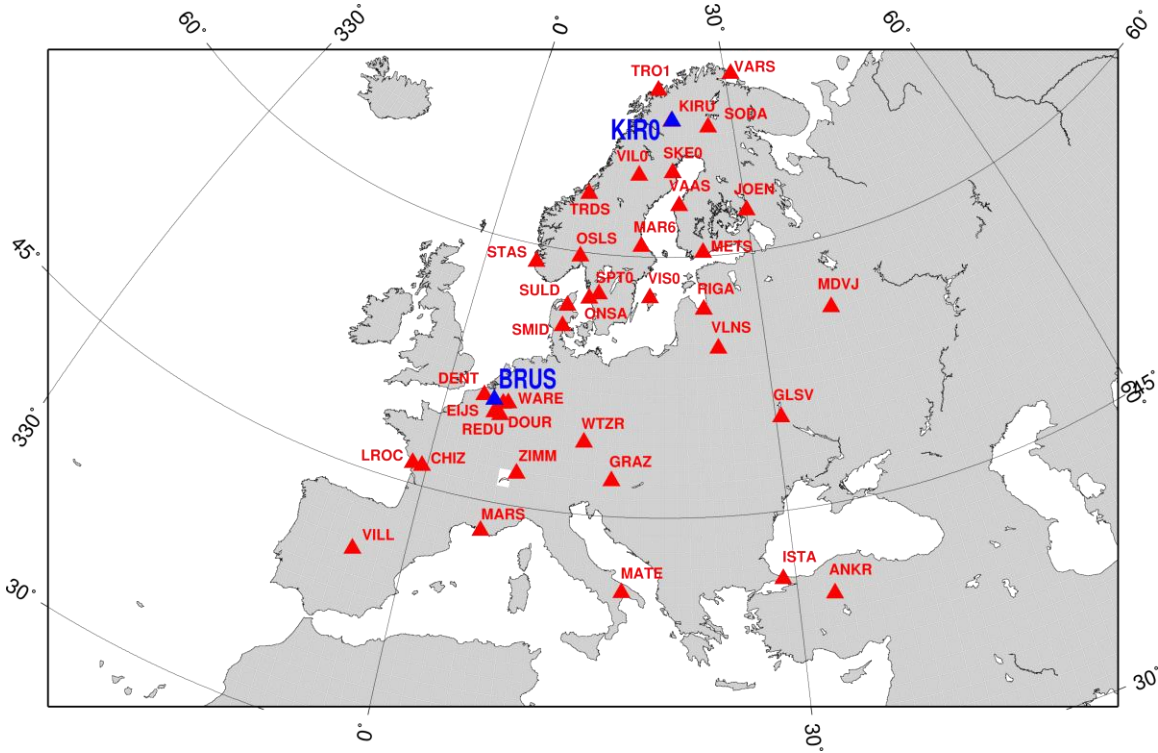 60°
330°
0°
30°
60°
60°
TRO1
VARS
KIRU
SODA
KIR0
VIL0
SKE0
VAAS
JOEN
TRDS
MAR6
METS
STAS
OSLS
45°
SULD
SPT0
VIS0
RIGA
MDVJ
ONSA
SMID
VLNS
DENT
BRUS
45°
60°
EIJS
WARE
REDU
DOUR
330°
GLSV
WTZR
LROC
CHIZ
ZIMM
GRAZ
MARS
VILL
ISTA
ANKR
MATE
30°
30°
0°
30°